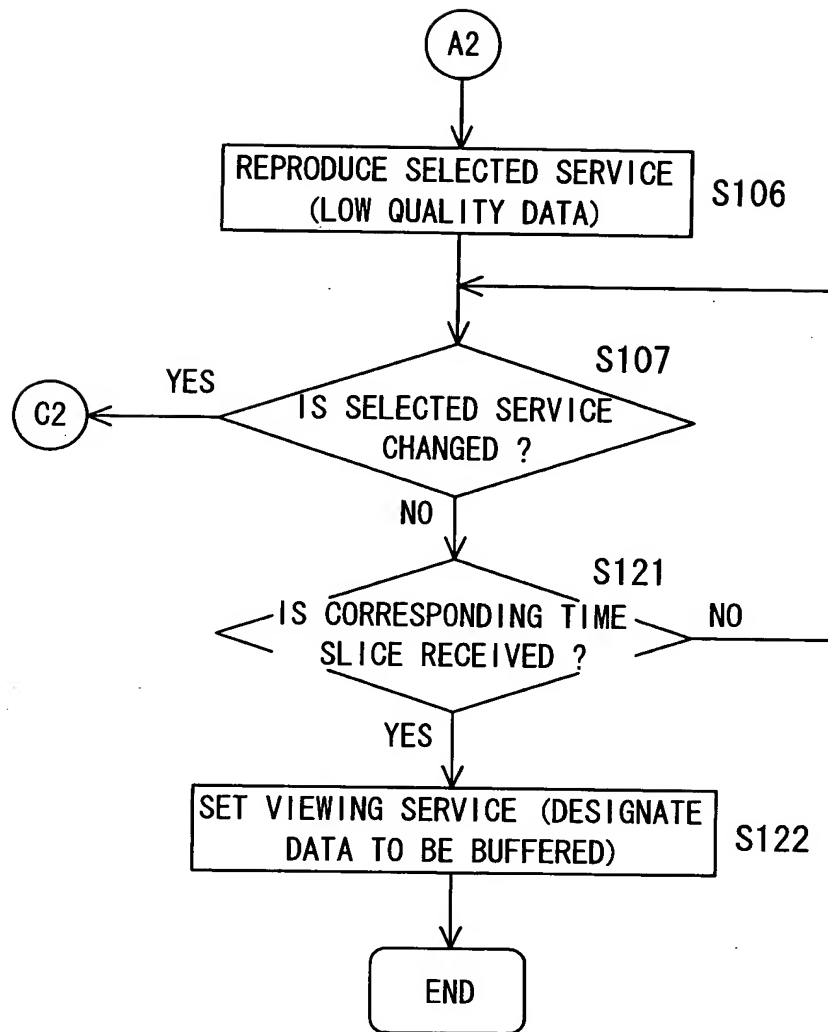 A2
REPRODUCE SELECTED SERVICE
(LOW QUALITY DATA)
S106
S107
YES
C2
IS SELECTED SERVICE
CHANGED ?
NO
S121
IS CORRESPONDING TIME
SLICE RECEIVED ?
NO
YES
SET VIEWING SERVICE (DESIGNATE
DATA TO BE BUFFERED)
S122
END